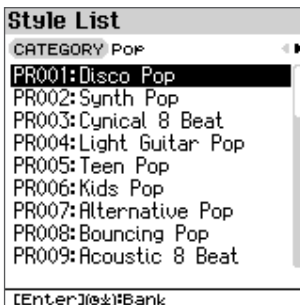 Style List
CATEGORY Pop
PR001:Disco Pop
PR002:Synth Pop
PR003:Cynical 8 Beat
PR004:Light Guitar Pop
PR005:Teen Pop
PR006:Kids Pop
PR007:Alternative Pop
PR008:Bouncing Pop
PR009:Acoustic 8 Beat
[Enter]:Bank